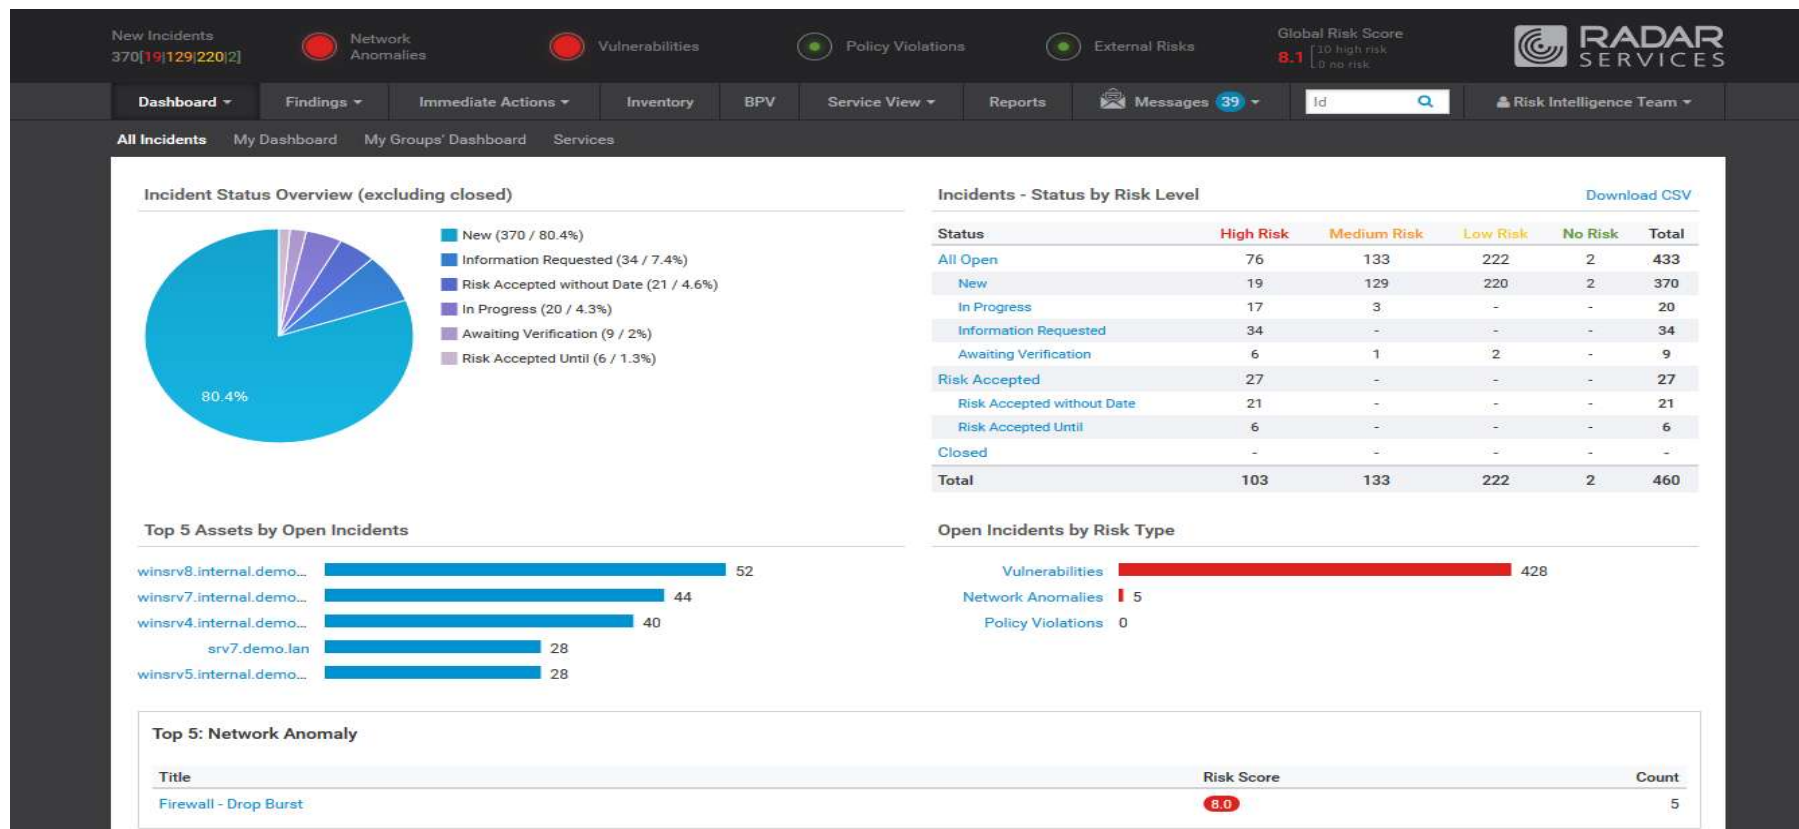 New Incidents
370[19|129|220|2]
Network Anomalies
Vulnerabilities
Policy Violations
External Risks
Global Risk Score
8.1
10 high risk
0 no risk
RADAR
SERVICES
Dashboard Findings Immediate Actions Inventory BPV Service View Reports Messages 39 Id Risk Intelligence Team
All Incidents My Dashboard My Groups' Dashboard Services
Incident Status Overview (excluding closed)
80.4%
New (370 / 80.4%)
Information Requested (34 / 7.4%)
Risk Accepted without Date (21 / 4.6%)
In Progress (20 / 4.3%)
Awaiting Verification (9 / 2%)
Risk Accepted Until (6 / 1.3%)
Incidents - Status by Risk Level Download CSV
Status High Risk Medium Risk Low Risk No Risk Total
All Open 76 133 222 2 433
New 19 129 220 2 370
In Progress 17 3 - - 20
Information Requested 34 - - - 34
Awaiting Verification 6 1 2 - 9
Risk Accepted 27 - - - 27
Risk Accepted without Date 21 - - - 21
Risk Accepted Until 6 - - - 6
Closed - - - - -
Total 103 133 222 2 460
Top 5 Assets by Open Incidents
winsrv8.internal.demo... 52
winsrv7.internal.demo... 44
winsrv4.internal.demo... 40
srv7.demo.lan 28
winsrv5.internal.demo... 28
Open Incidents by Risk Type
Vulnerabilities 428
Network Anomalies 5
Policy Violations 0
Top 5: Network Anomaly
Title Risk Score Count
Firewall - Drop Burst 8.0 5